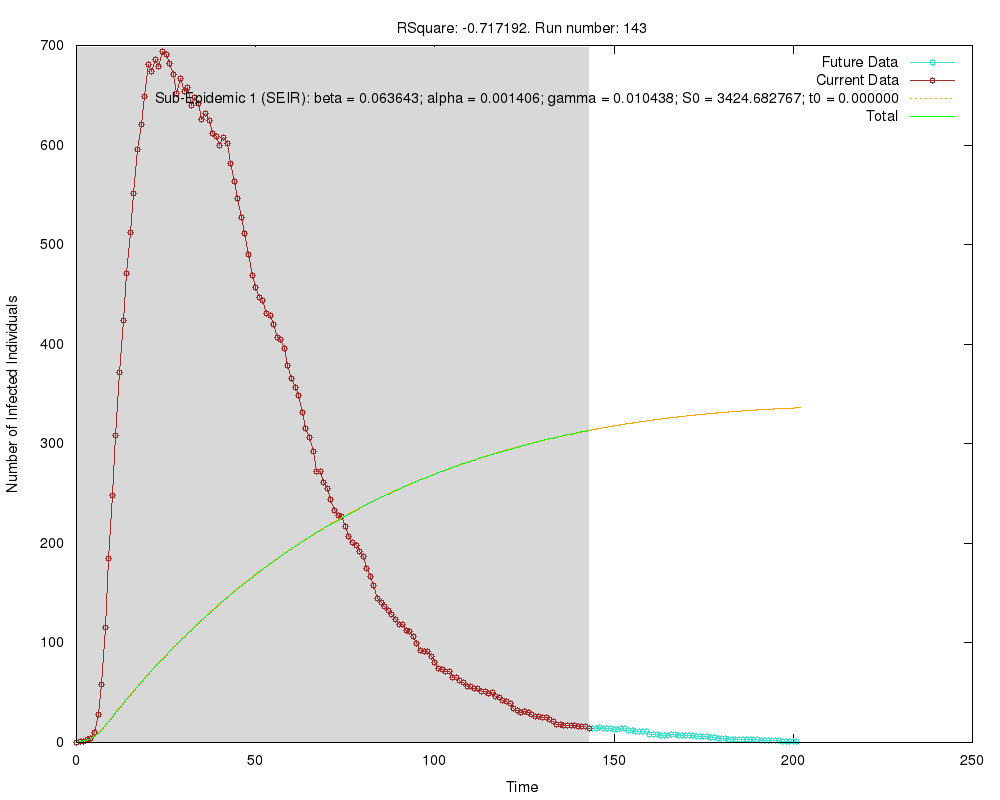 RSquare: -0.717192. Run number: 143
Future Data
Current Data
Sub-Epidemic 1 (SEIR): beta = 0.063643; alpha = 0.001406; gamma = 0.010438; S0 = 3424.682767; t0 = 0.000000
Total
700
600
500
400
300
200
100
0
Number of Infected Individuals
0 50 100 150 200 250
Time